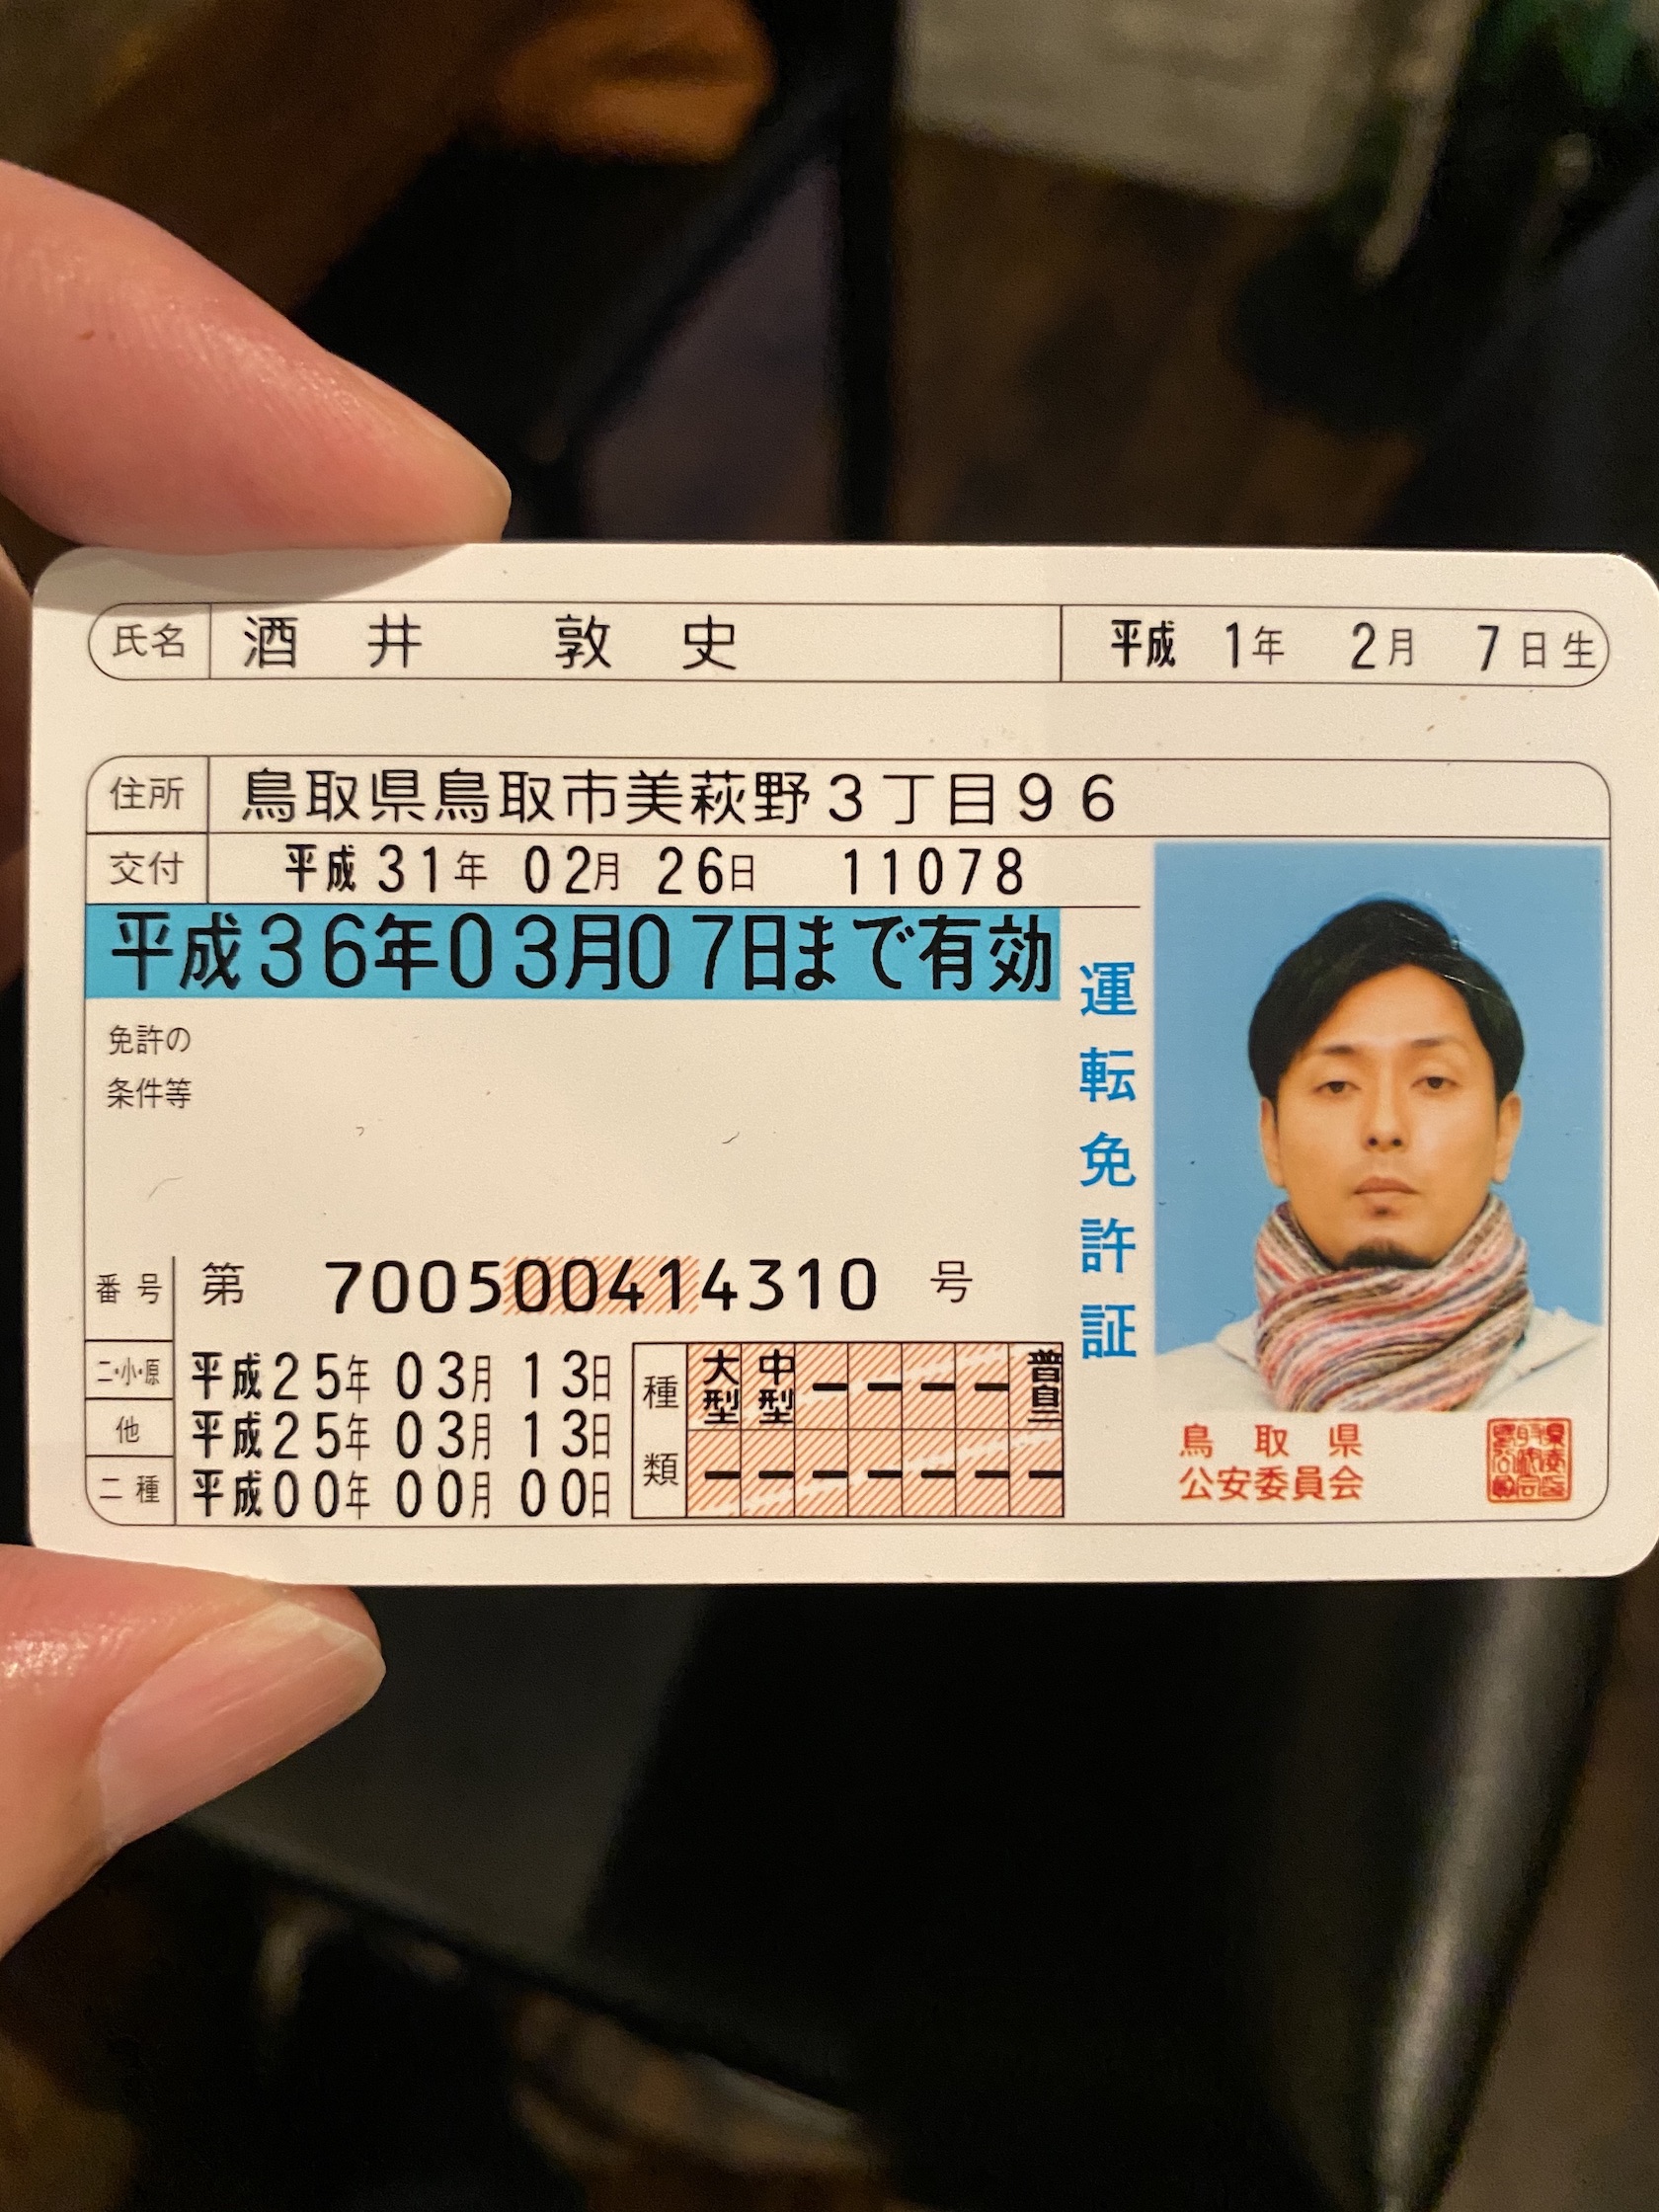 氏名 酒井 敦史 平成 1年 2月 7日生
住所 鳥取県鳥取市美萩野3丁目96
交付 平成31年02月26日 11078
平成36年03月07日まで有効
免許の
条件等
運転免許証
番号 第 700500414310 号
二・小・原 平成25年03月13日
他 平成25年03月13日
二種 平成00年00月00日
種類 大型 中型 ー ー ー ー 普自二
ー ー ー ー ー ー ー
鳥取県
公安委員会